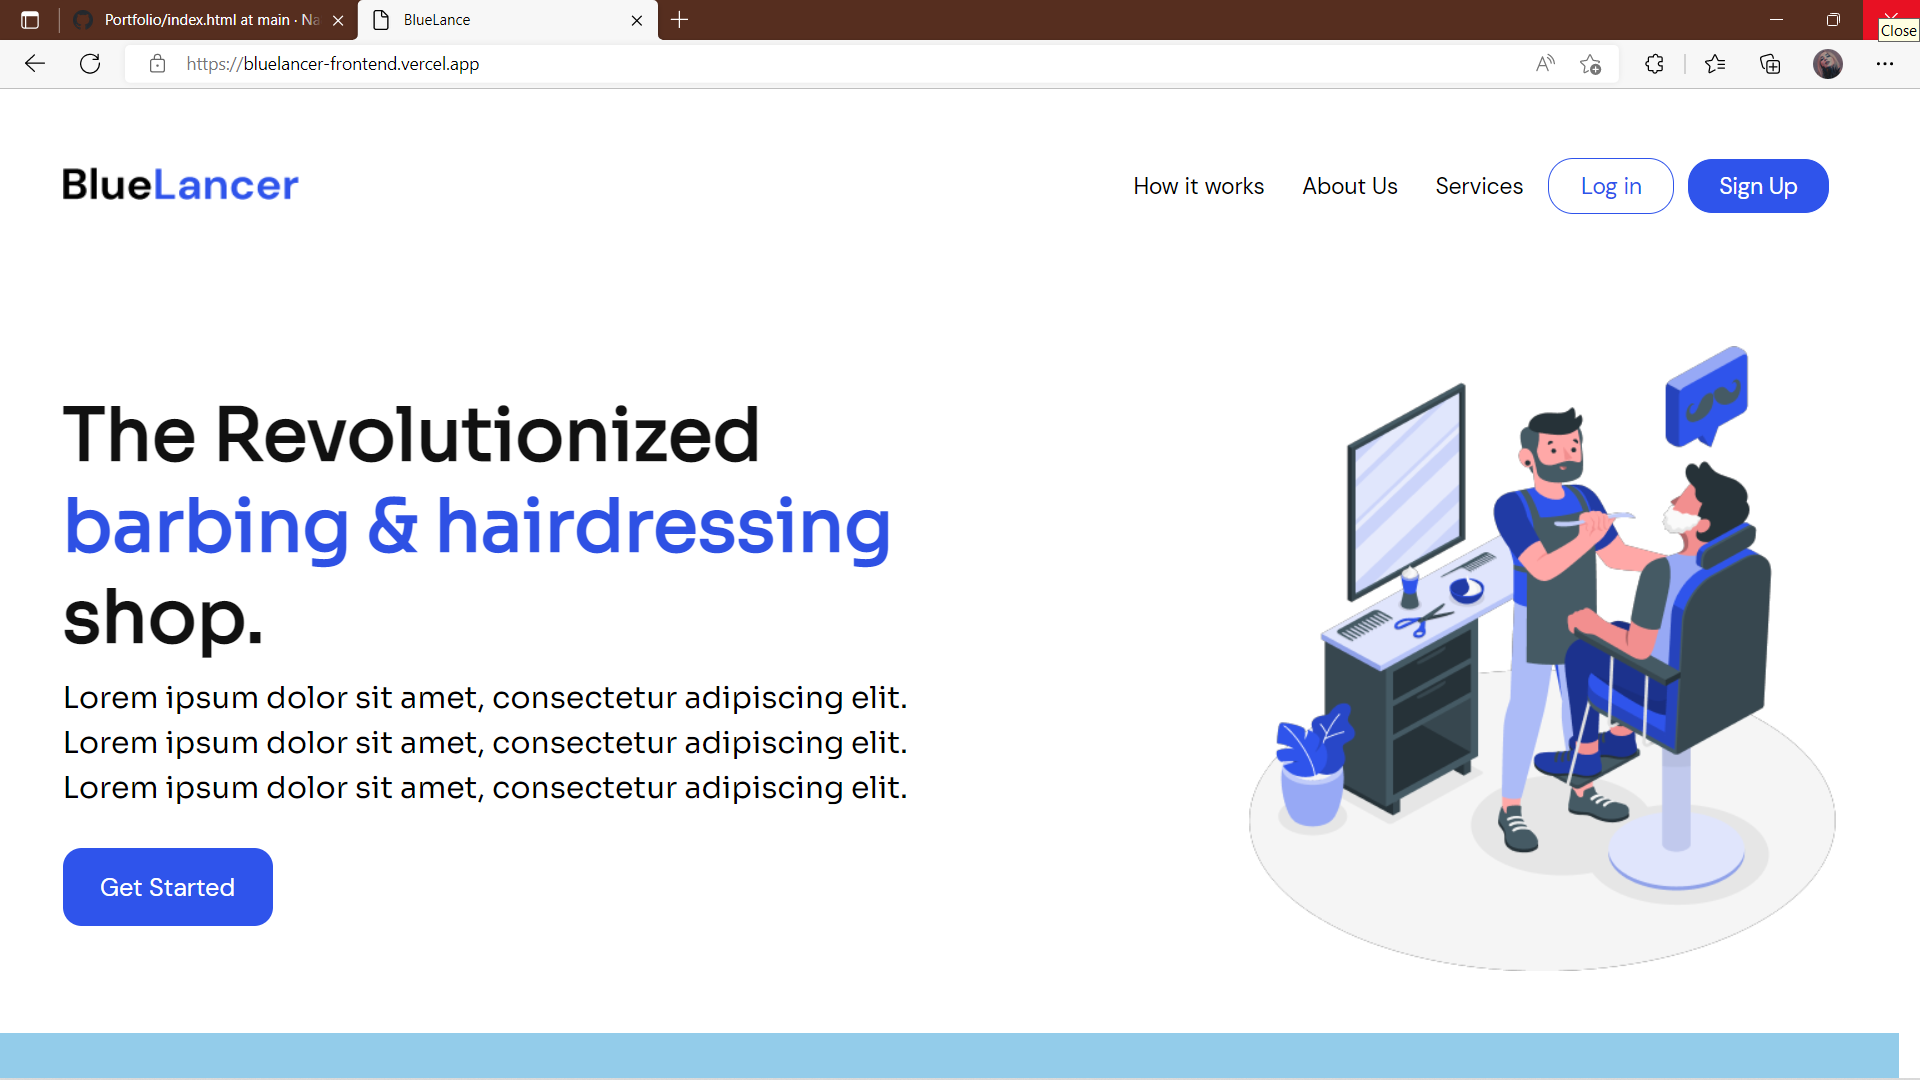 Portfolio/index.html at main · Na
BlueLance
Close
https://bluelancer-frontend.vercel.app
BlueLancer
How it works
About Us
Services
Log in
Sign Up
The Revolutionized
barbing & hairdressing
shop.
Lorem ipsum dolor sit amet, consectetur adipiscing elit.
Lorem ipsum dolor sit amet, consectetur adipiscing elit.
Lorem ipsum dolor sit amet, consectetur adipiscing elit.
Get Started